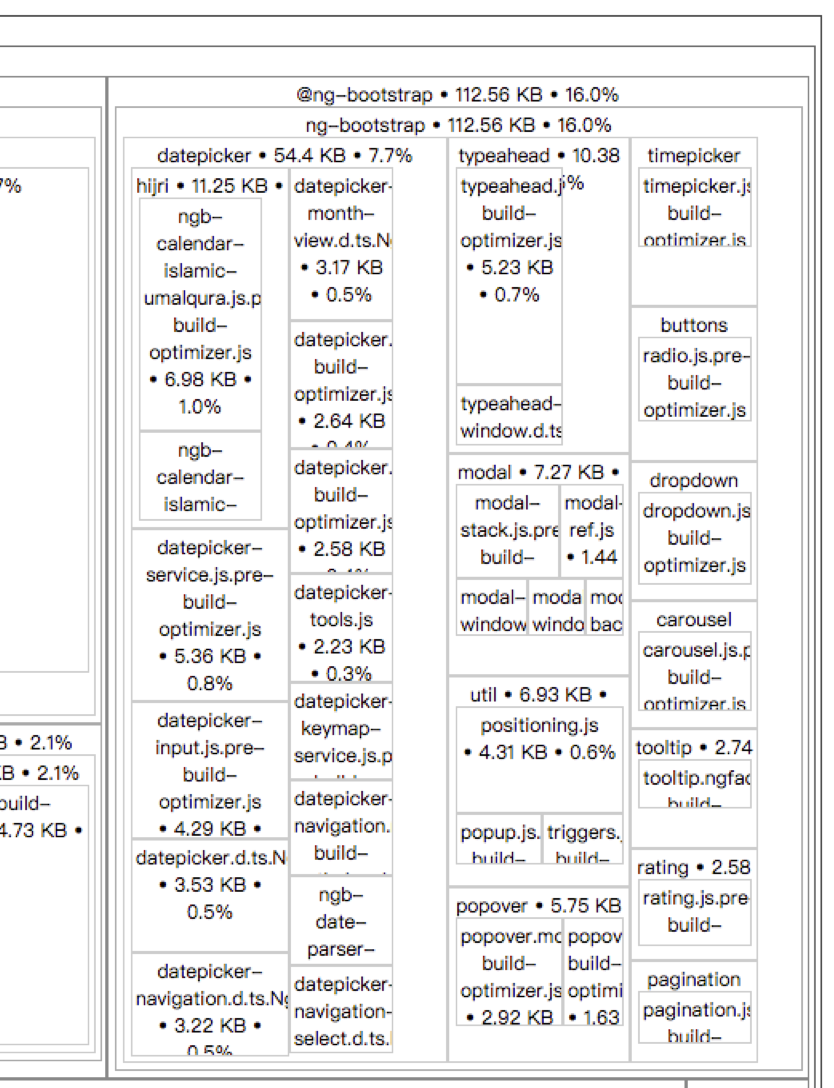 @ng-bootstrap • 112.56 KB • 16.0%
ng-bootstrap • 112.56 KB • 16.0%
7%
B • 2.1%
KB • 2.1%
build-
4.73 KB •
datepicker • 54.4 KB • 7.7%
hijri • 11.25 KB •
ngb-
calendar-
islamic-
umalqura.js.p
build-
optimizer.js
• 6.98 KB •
1.0%
ngb-
calendar-
islamic-
datepicker-
service.js.pre-
build-
optimizer.js
• 5.36 KB •
0.8%
datepicker-
input.js.pre-
build-
optimizer.js
• 4.29 KB •
datepicker.d.ts.N
• 3.53 KB •
0.5%
datepicker-
navigation.d.ts.Ng
• 3.22 KB •
0.5%
datepicker-
month-
view.d.ts.N
• 3.17 KB
• 0.5%
datepicker.
build-
optimizer.js
• 2.64 KB
• 0.4%
datepicker.
build-
optimizer.js
• 2.58 KB
datepicker-
tools.js
• 2.23 KB
• 0.3%
datepicker-
keymap-
service.js.p
datepicker-
navigation.
build-
ngb-
date-
parser-
datepicker-
navigation-
select.d.ts.
typeahead • 10.38
%
typeahead.j
build-
optimizer.js
• 5.23 KB
• 0.7%
typeahead-
window.d.ts
modal • 7.27 KB •
modal-
stack.js.pre
build-
modal-
ref.js
• 1.44
modal-
window
moda
windo
mod
bac
util • 6.93 KB •
positioning.js
• 4.31 KB • 0.6%
popup.js.
build-
triggers.
build-
popover • 5.75 KB
popover.mo
build-
optimizer.js
• 2.92 KB
popov
build-
optimi
• 1.63
timepicker
timepicker.js
build-
optimizer.js
buttons
radio.js.pre-
build-
optimizer.js
dropdown
dropdown.js
build-
optimizer.js
carousel
carousel.js.p
build-
optimizer.js
tooltip • 2.74
tooltip.ngfac
build-
rating • 2.58
rating.js.pre
build-
pagination
pagination.js
build-